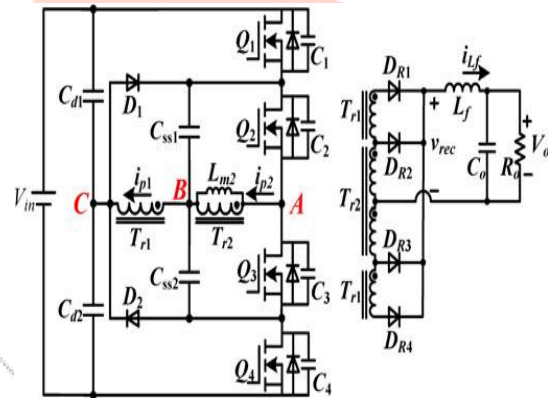 Q1
C1
Cd1
D1
Css1
Q2
C2
ip1
B
Lm2
ip2
Vin
C
A
Tr1
Tr2
Css2
Q3
C3
Cd2
D2
Q4
C4
DR1
iLf
Tr1
+
Lf
DR2
vrec
Co
Ro
+
Vo
-
Tr2
-
DR3
Tr1
DR4